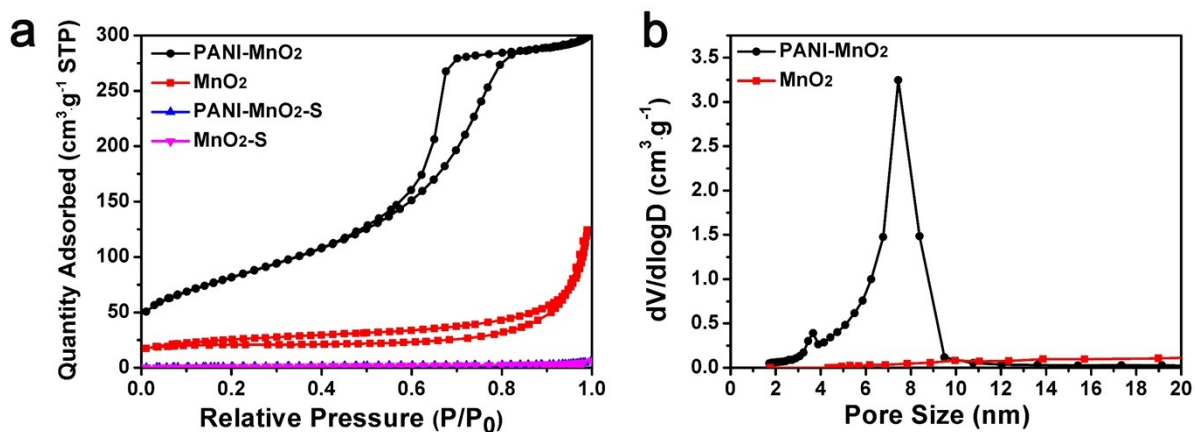 a
300
250
200
150
100
50
0
Quantity Adsorbed (cm³·g⁻¹ STP)
PANI-MnO₂
MnO₂
PANI-MnO₂-S
MnO₂-S
0.0 0.2 0.4 0.6 0.8 1.0
Relative Pressure (P/P₀)
b
3.5
3.0
2.5
2.0
1.5
1.0
0.5
0.0
dV/dlogD (cm³·g⁻¹)
PANI-MnO₂
MnO₂
0 2 4 6 8 10 12 14 16 18 20
Pore Size (nm)